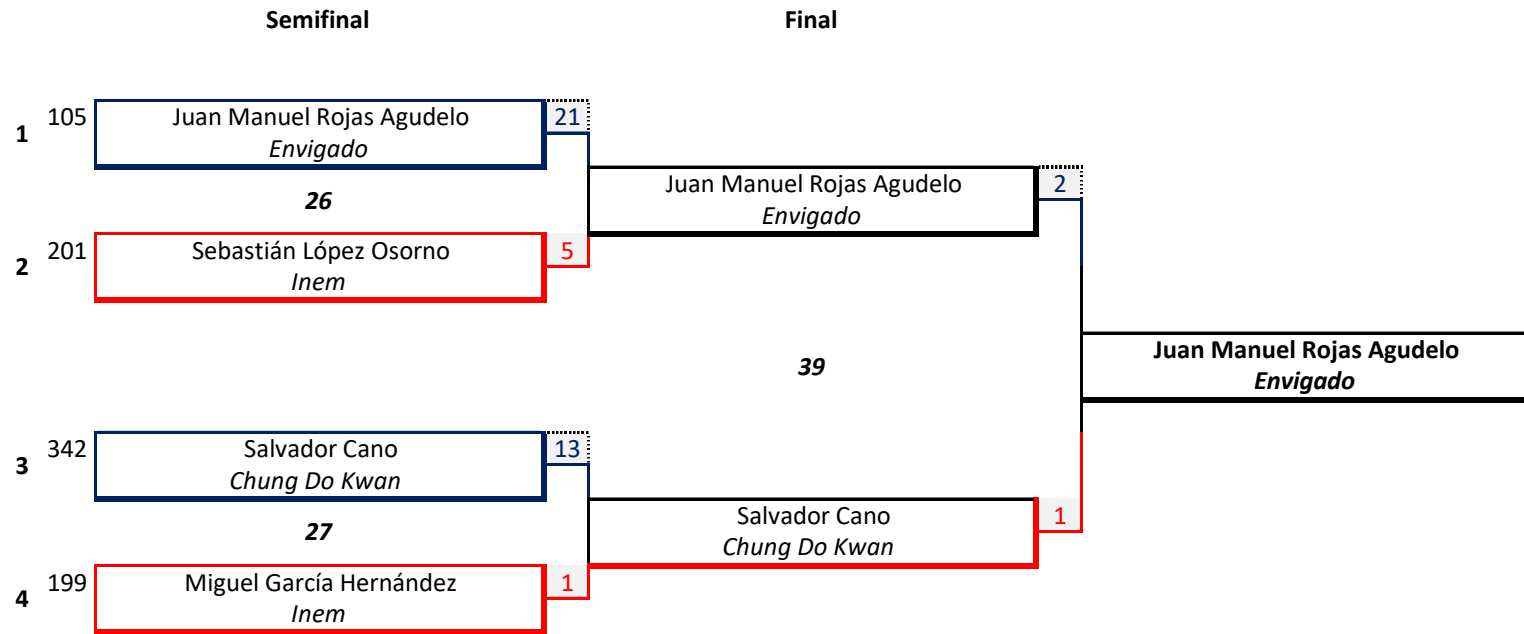 Semifinal Final
1 105 Juan Manuel Rojas Agudelo 21
Envigado
26
2 201 Sebastián López Osorno 5
Inem
Juan Manuel Rojas Agudelo 2
Envigado
39
Juan Manuel Rojas Agudelo
Envigado
3 342 Salvador Cano 13
Chung Do Kwan
27
4 199 Miguel García Hernández 1
Inem
Salvador Cano 1
Chung Do Kwan